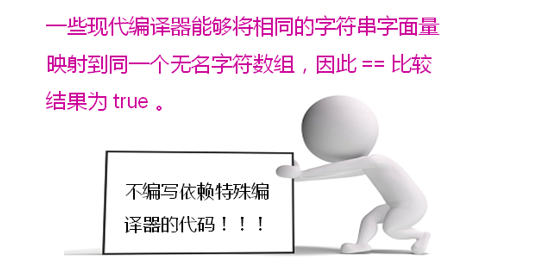 一些现代编译器能够将相同的字符串字面量
映射到同一个无名字符数组，因此 == 比较
结果为 true 。
不编写依赖特殊编
译器的代码！！！